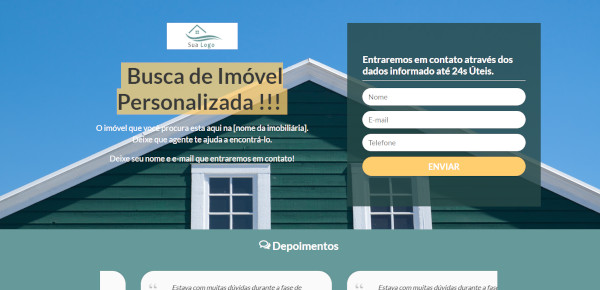 Sua Logo
Busca de Imóvel
Personalizada !!!
O imóvel que você procura esta aqui na [nome da imobiliária].
Deixe que agente te ajuda a encontrá-lo.
Deixe seu nome e e-mail que entraremos em contato!
Entraremos em contato através dos
dados informado até 24s Úteis.
Nome
E-mail
Telefone
ENVIAR
Depoimentos
Estava com muitas dúvidas durante a fase de
Estava com muitas dúvidas durante a fase de